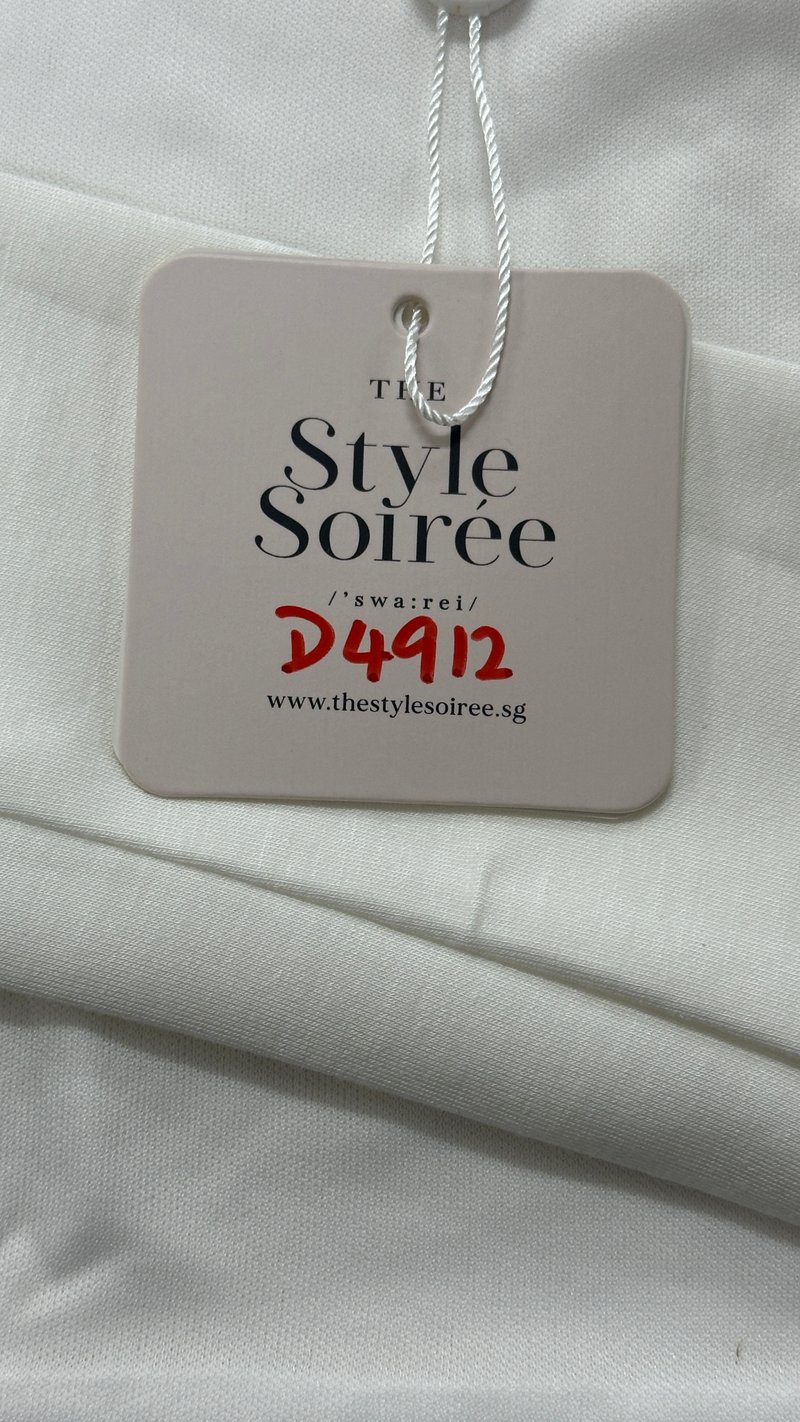 THE
Style
Soirée
/'swa:rei/
D4912
www.thestylesoiree.sg